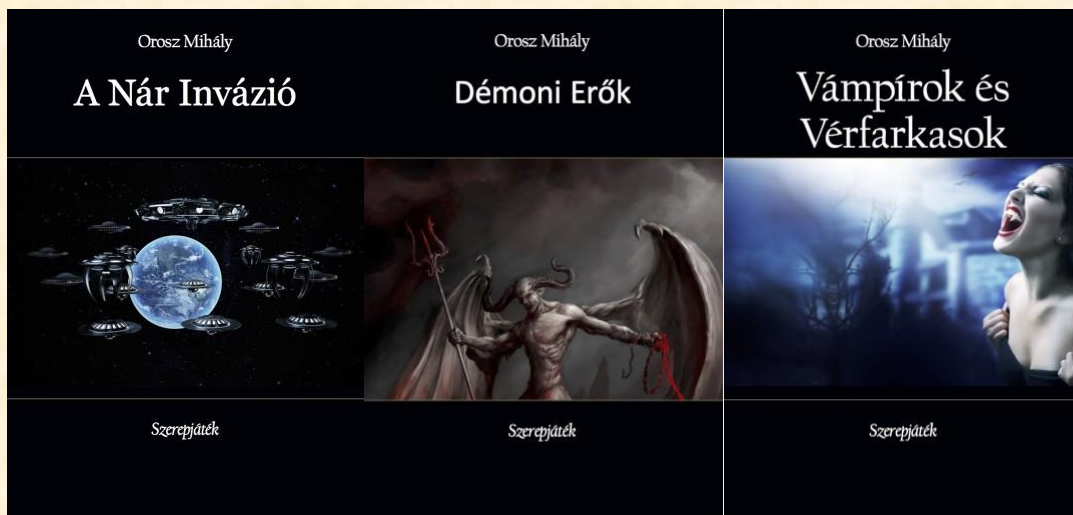 Orosz Mihály
A Nár Invázió
Szerepjáték
Orosz Mihály
Démoni Erők
Szerepjáték
Orosz Mihály
Vámpírok és
Vérfarkasok
Szerepjáték